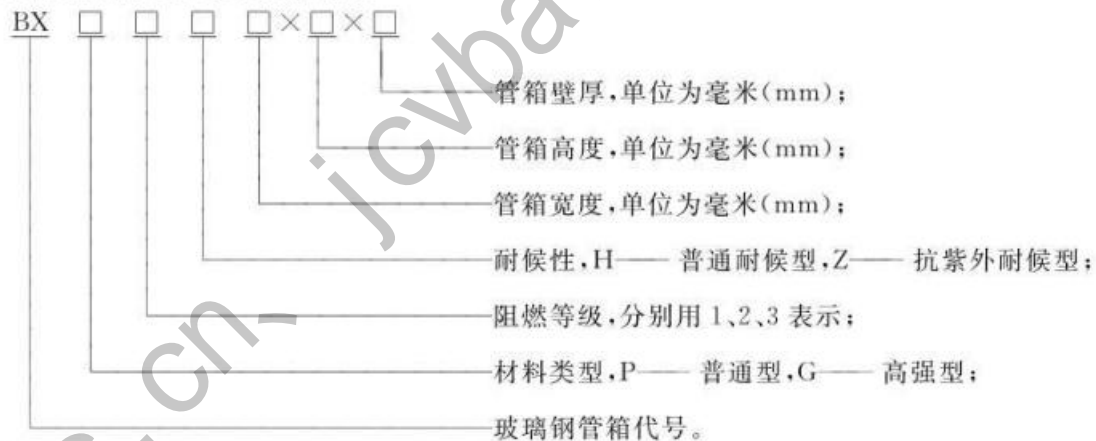 BX □ □ □ □×□×□
管箱壁厚,单位为毫米(mm);
管箱高度,单位为毫米(mm);
管箱宽度,单位为毫米(mm);
耐候性,H—— 普通耐候型,Z—— 抗紫外耐候型;
阻燃等级,分别用 1、2、3 表示;
材料类型,P—— 普通型,G—— 高强型;
玻璃钢管箱代号。